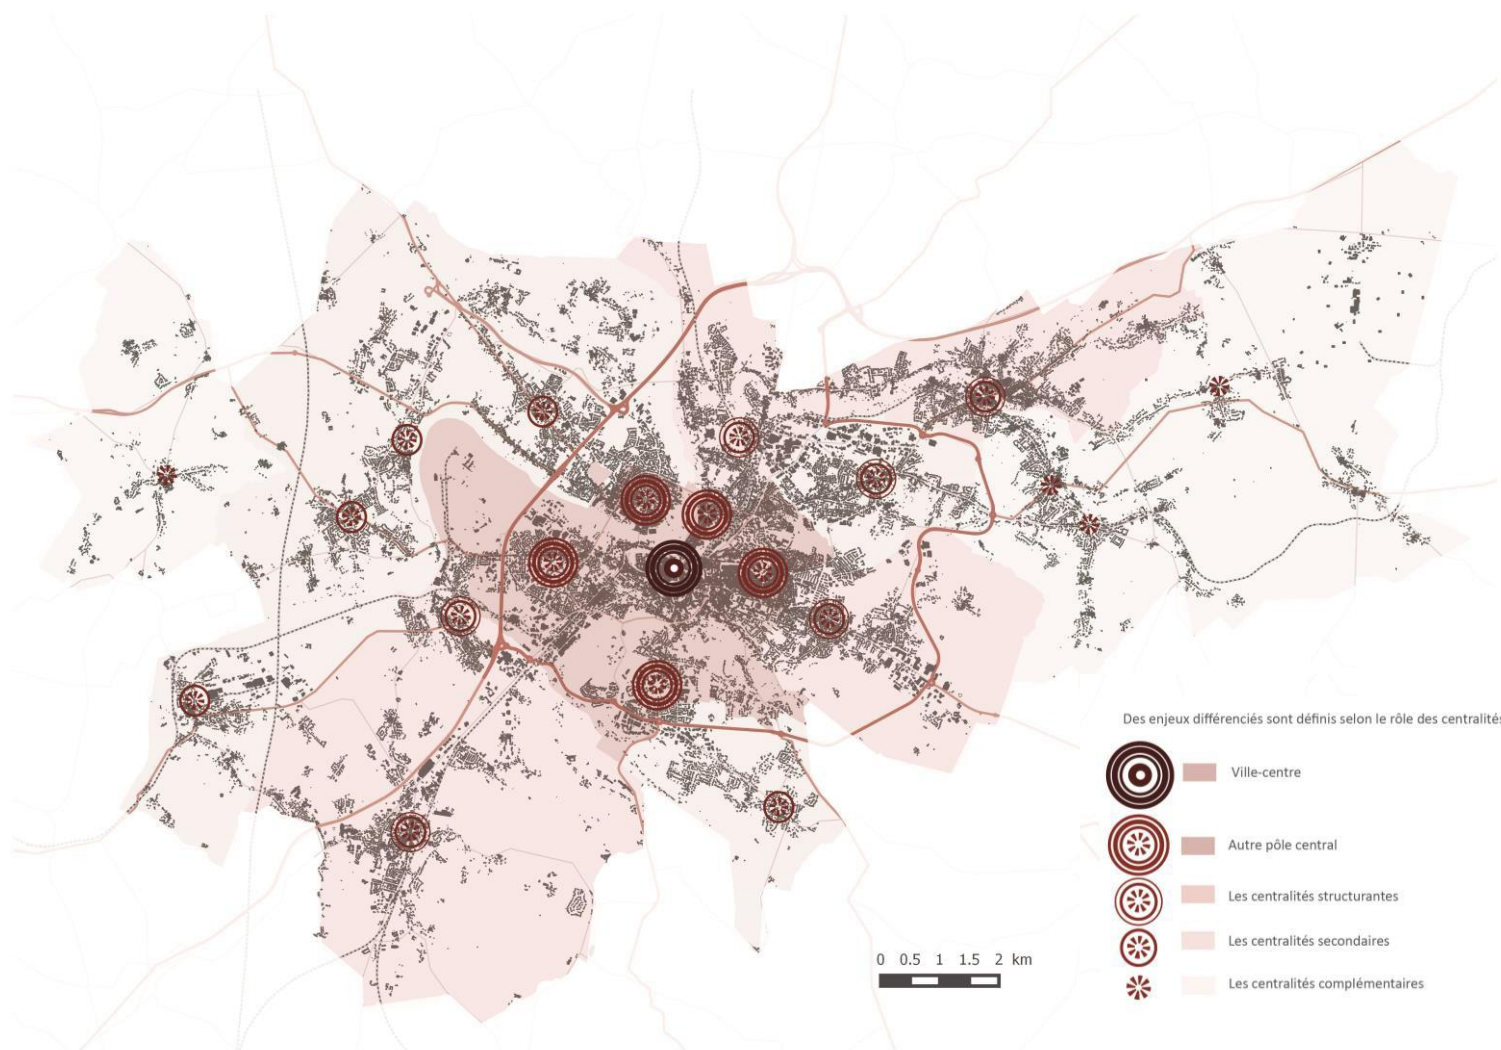 Des enjeux différenciés sont définis selon le rôle des centralités
Ville-centre
Autre pôle central
Les centralités structurantes
Les centralités secondaires
Les centralités complémentaires
0 0.5 1 1.5 2 km